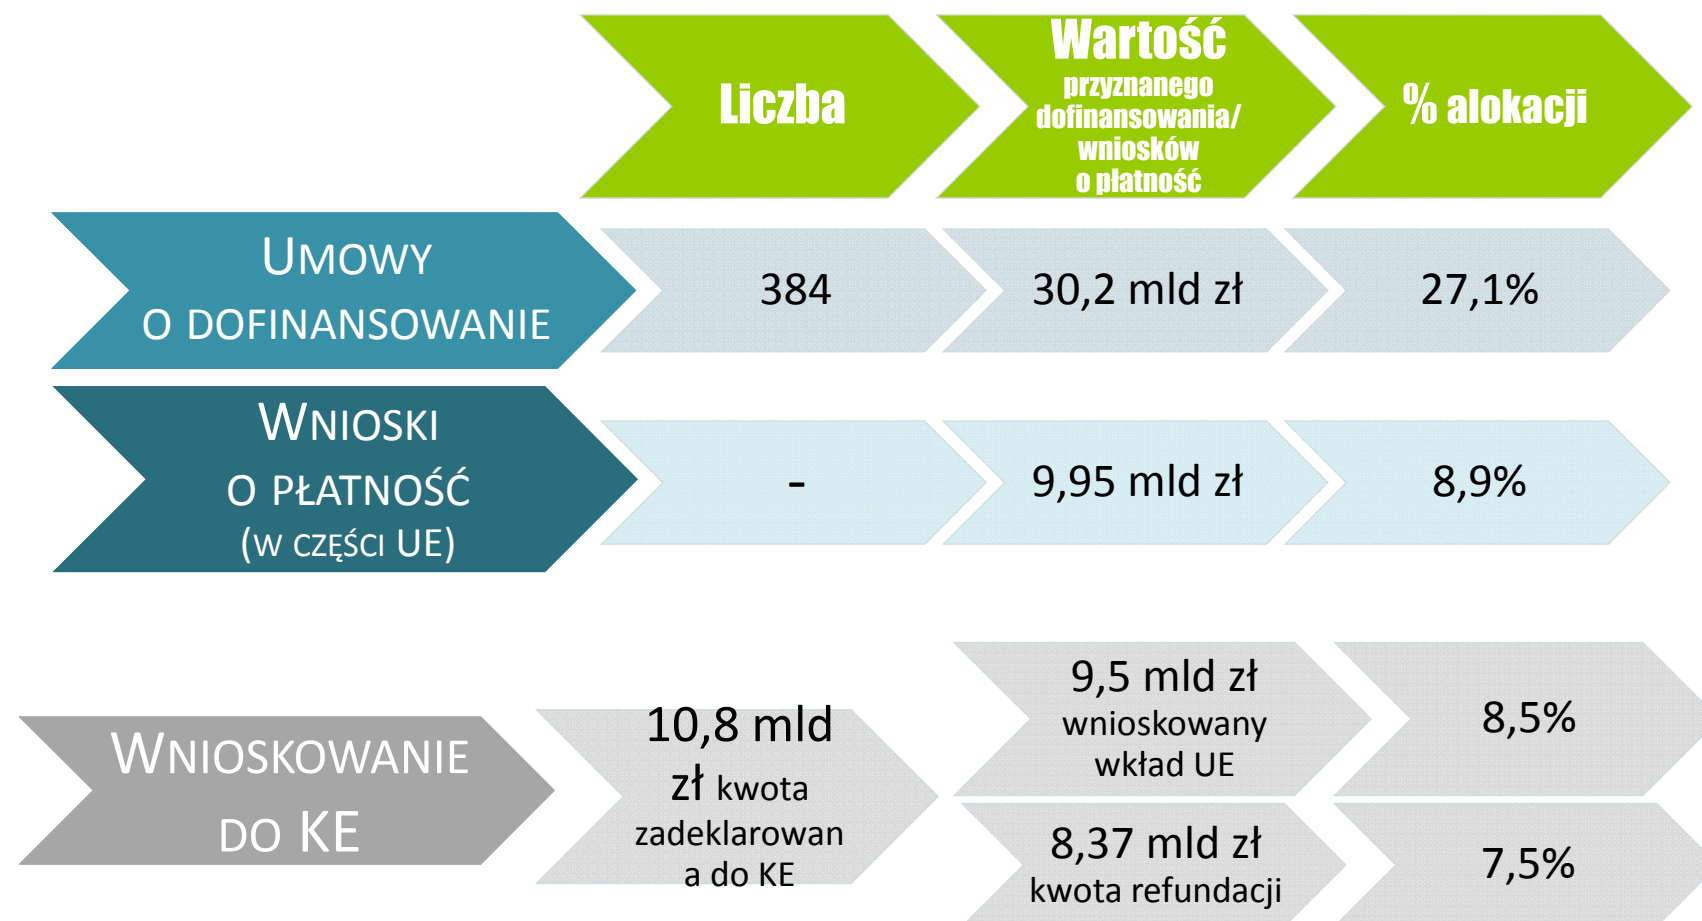 Liczba
Wartość
przyznanego
dofinansowania/
wniosków
o płatność
% alokacji
UMOWY
O DOFINANSOWANIE
384
30,2 mld zł
27,1%
WNIOSKI
O PŁATNOŚĆ
(W CZĘŚCI UE)
-
9,95 mld zł
8,9%
WNIOSKOWANIE
DO KE
10,8 mld
zł kwota
zadeklarowan
a do KE
9,5 mld zł
wnioskowany
wkład UE
8,5%
8,37 mld zł
kwota refundacji
7,5%